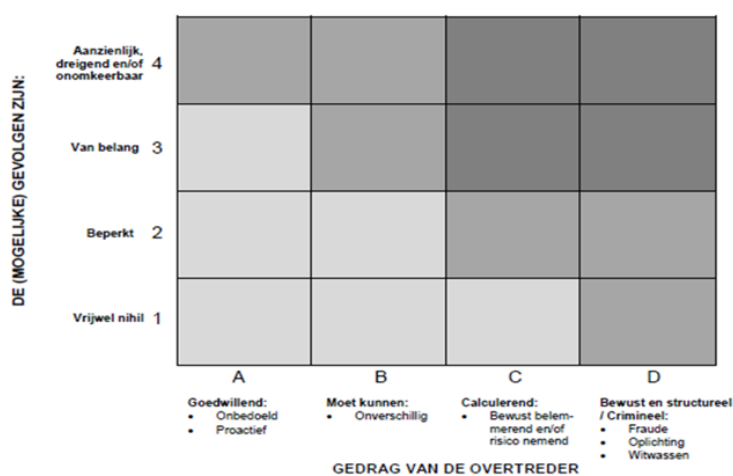 DE (MOGELIJKE) GEVOLGEN ZIJN:
Aanzienlijk,
dreigend en/of
onomkeerbaar
4
Van belang 3
Beperkt 2
Vrijwel nihil 1
A B C D
Goedwillend:
• Onbedoeld
• Proactief
Moet kunnen:
• Onverschillig
Calculerend:
• Bewust belem-
merend en/of
risico nemend
Bewust en structureel
/ Crimineel:
• Fraude
• Oplichting
• Witwassen
GEDRAG VAN DE OVERTREDER